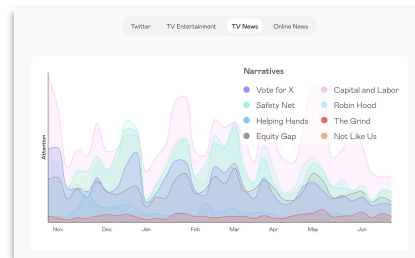 Twitter TV Entertainment TV News Online News
Narratives
Vote for X Capital and Labor
Safety Net Robin Hood
Helping Hands The Grind
Equity Gap Not Like Us
Attention
Nov Dec Jan Feb Mar Apr May Jun